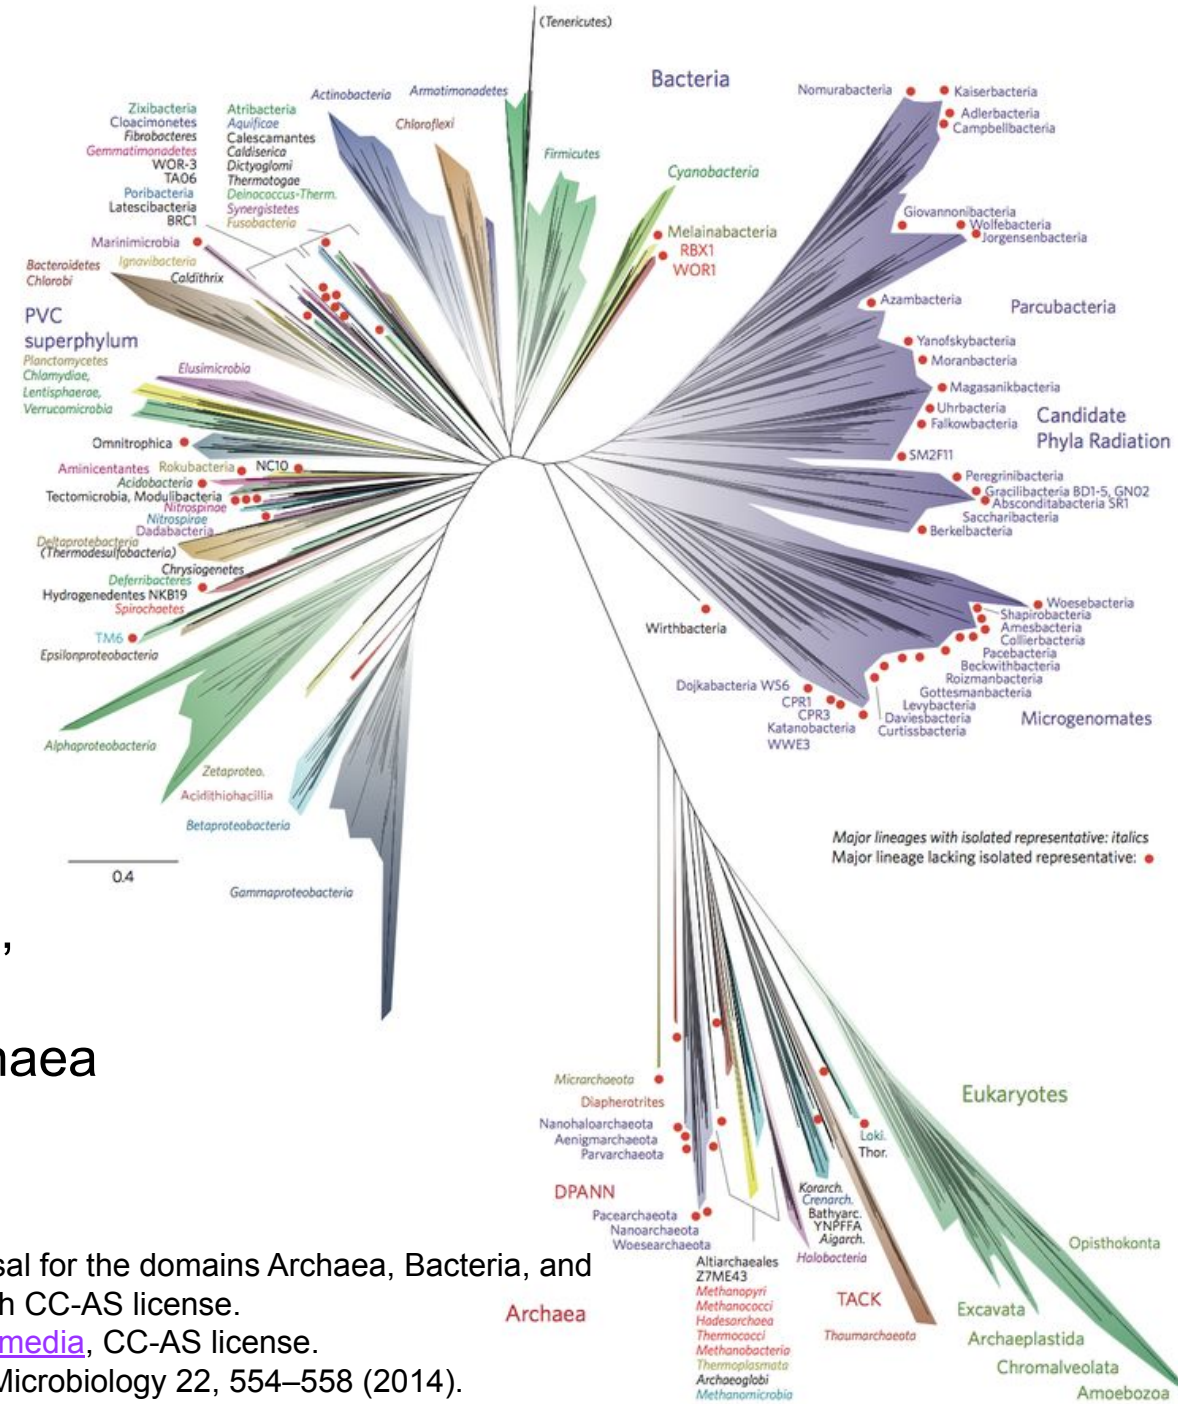 (Tenericutes)
Bacteria
Actinobacteria
Armatimonadetes
Chloroflexi
Firmicutes
Cyanobacteria
Melainabacteria
RBX1
WOR1
Zixibacteria
Cloacimonetes
Fibrobacteres
Gemmatimonadetes
WOR-3
TA06
Poribacteria
Latescibacteria
BRC1
Atribacteria
Aquificae
Calescamantes
Caldiserica
Dictyoglomi
Thermotogae
Deinococcus-Therm.
Synergistetes
Fusobacteria
Marinimicrobia
Ignavibacteria
Bacteroidetes
Chlorobi
Caldithrix
PVC
superphylum
Planctomycetes
Chlamydiae,
Lentisphaerae,
Verrucomicrobia
Elusimicrobia
Omnitrophica
Aminicentantes
Rokubacteria
NC10
Acidobacteria
Tectomicrobia, Modulibacteria
Nitrospinae
Nitrospirae
Dadabacteria
Deltaprotebacteria
(Thermodesulfobacteria)
Chrysiogenetes
Deferribacteres
Hydrogenedentes NKB19
Spirochaetes
TM6
Epsilonproteobacteria
Alphaproteobacteria
Zetaproteo.
Acidithiobacillia
Betaproteobacteria
0.4
Gammaproteobacteria
Nomurabacteria
Kaiserbacteria
Adlerbacteria
Campbellbacteria
Giovannonibacteria
Wolfebacteria
Jorgensenbacteria
Azambacteria
Parcubacteria
Yanofskybacteria
Moranbacteria
Magasanikbacteria
Uhrbacteria
Falkowbacteria
Candidate
Phyla Radiation
SM2F11
Peregrinibacteria
Gracilibacteria BD1-5, GN02
Absconditabacteria SR1
Saccharibacteria
Berkelbacteria
Wirthbacteria
Woesebacteria
Shapirobacteria
Amesbacteria
Collierbacteria
Pacebacteria
Beckwithbacteria
Roizmanbacteria
Gottesmanbacteria
Levybacteria
Daviesbacteria
Curtissbacteria
Microgenomates
Dojkabacteria WS6
CPR1
CPR3
Katanobacteria
WWE3
Major lineages with isolated representative: italics
Major lineage lacking isolated representative:
,
haea
Micrarchaeota
Diapherotrites
Nanohaloarchaeota
Aenigmarchaeota
Parvarchaeota
DPANN
Pacearchaeota
Nanoarchaeota
Woesearchaeota
Altiarchaeales
Z7ME43
Methanopyri
Methanococci
Hadesarchaea
Thermococci
Methanobacteria
Thermoplasmata
Archaeoglobi
Methanomicrobia
Halobacteria
Korarch.
Crenarch.
Bathyarc.
YNPFFA
Aigarch.
Loki.
Thor.
TACK
Thaumarchaeota
Archaea
Eukaryotes
Opisthokonta
Excavata
Archaeplastida
Chromalveolata
Amoebozoa
sal for the domains Archaea, Bacteria, and
h CC-AS license.
media, CC-AS license.
Microbiology 22, 554–558 (2014).